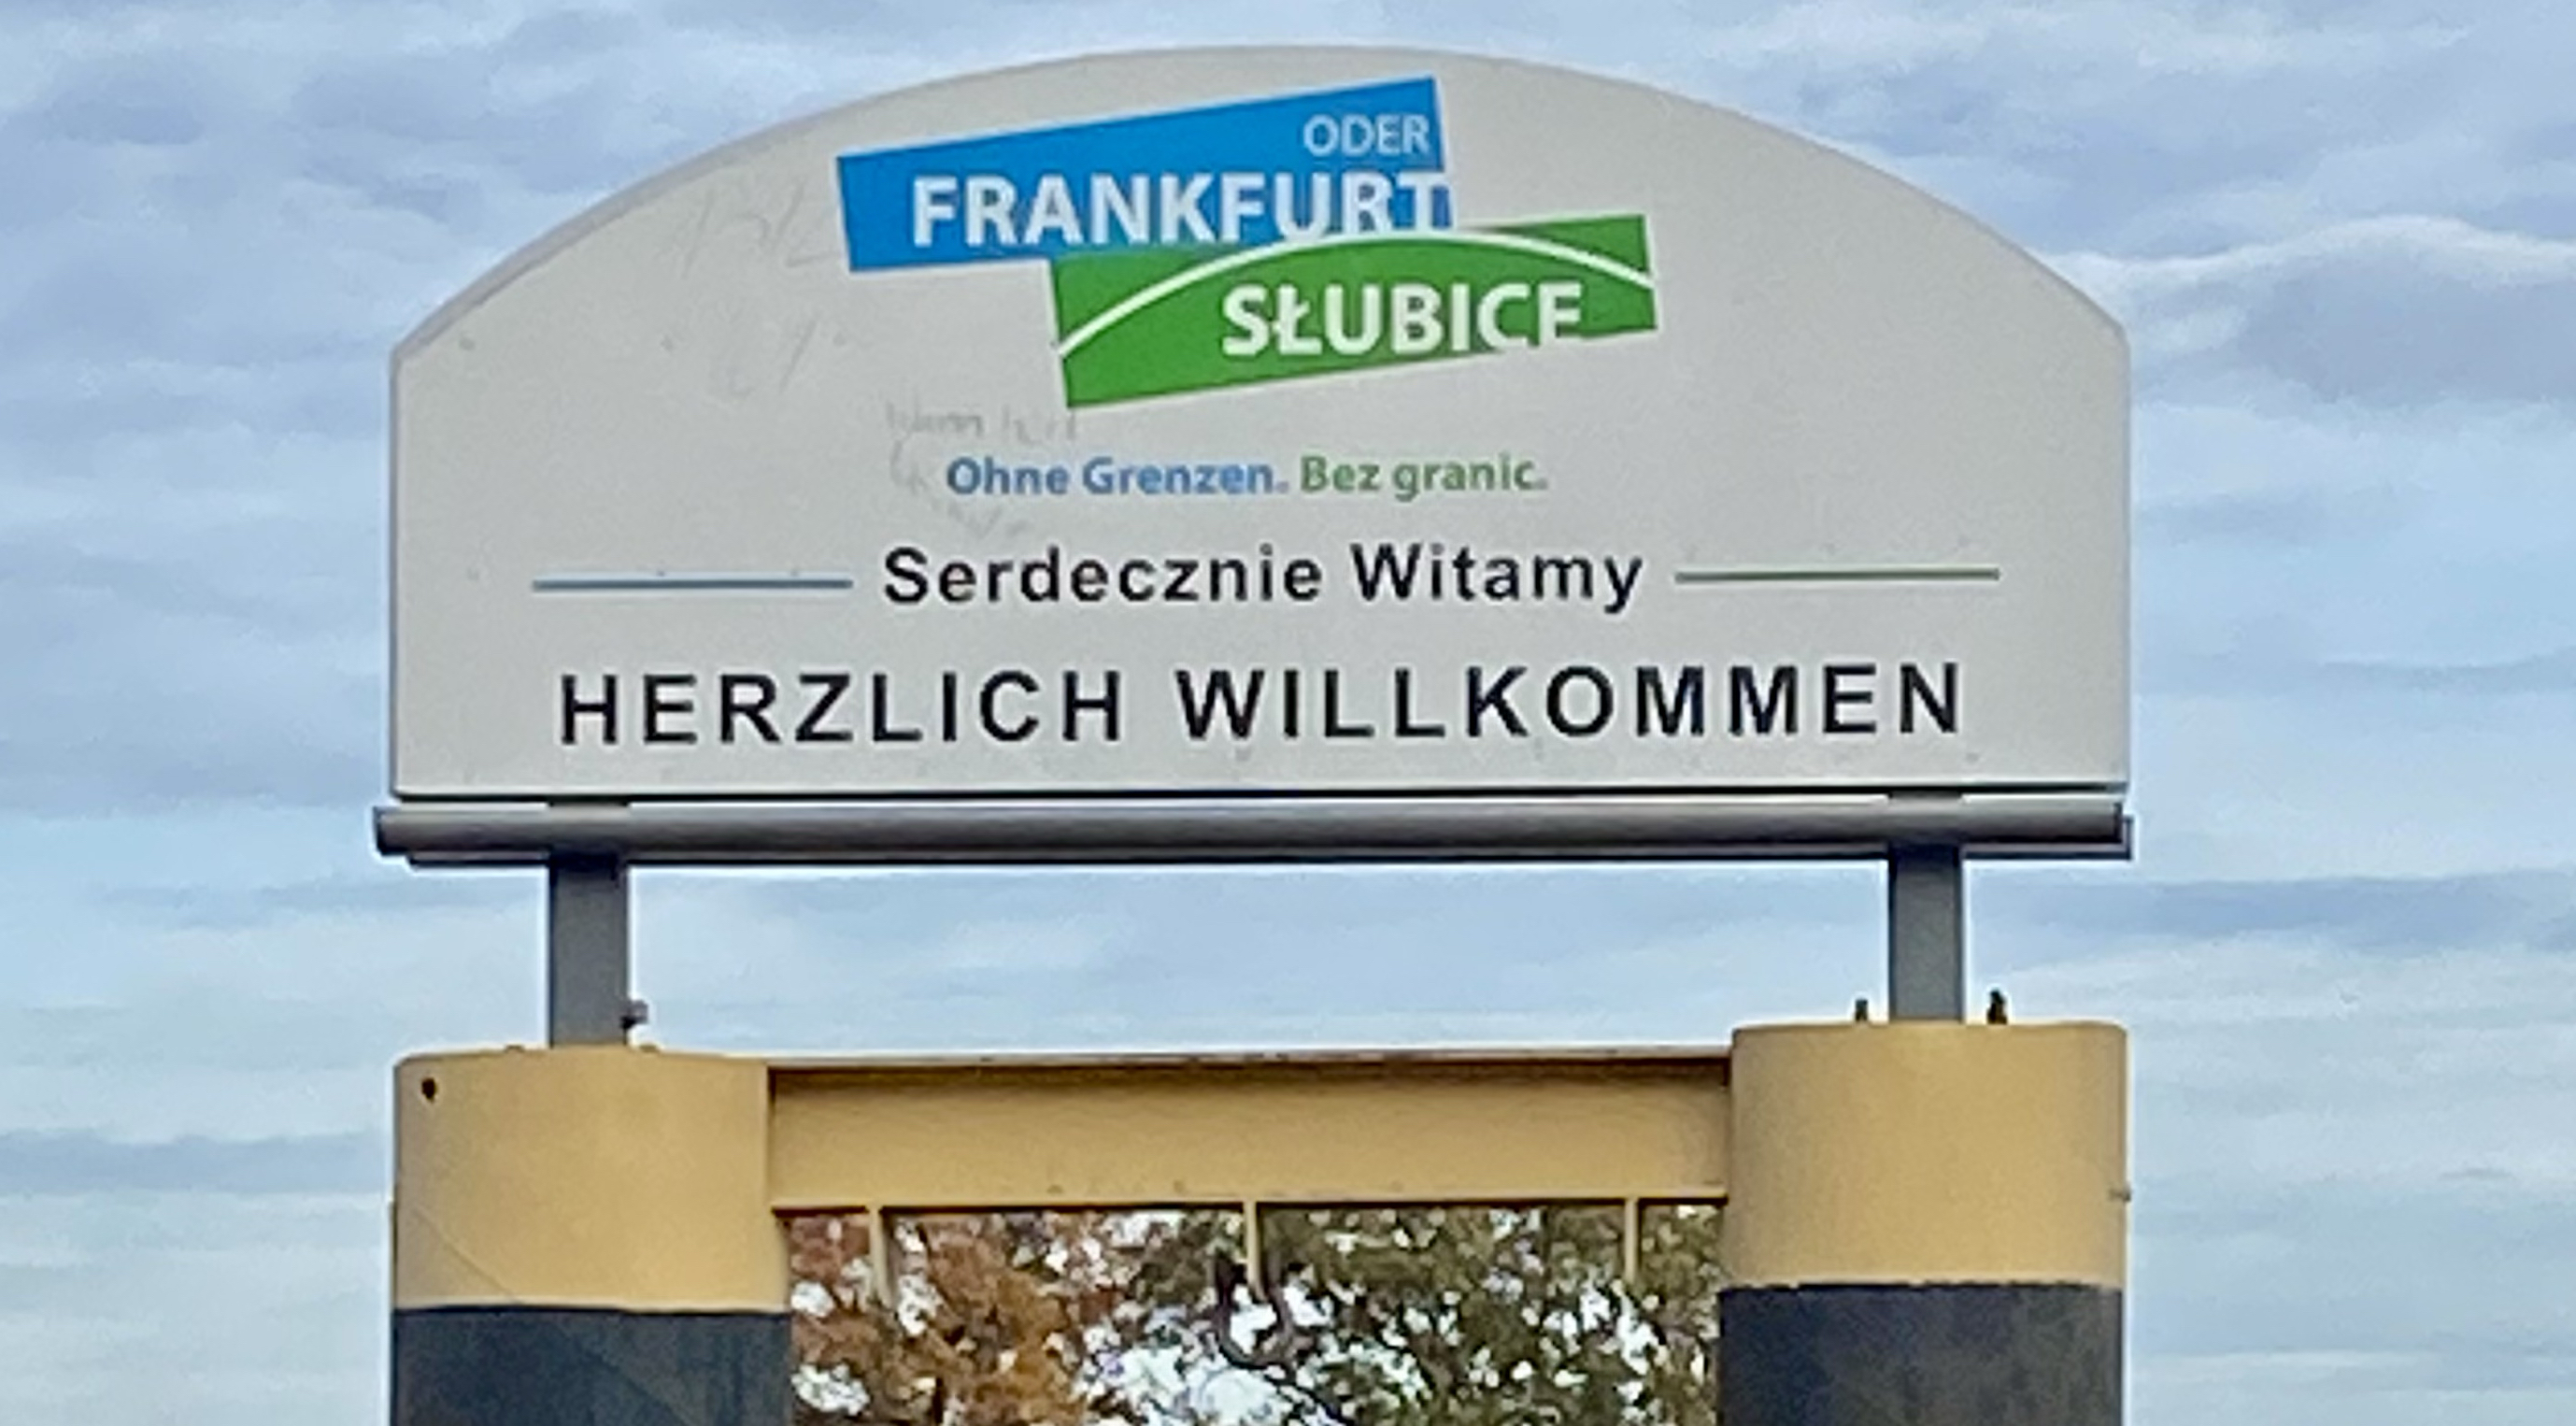 ODER
FRANKFURT
SŁUBICE
Ohne Grenzen. Bez granic.
Serdecznie Witamy
HERZLICH WILLKOMMEN